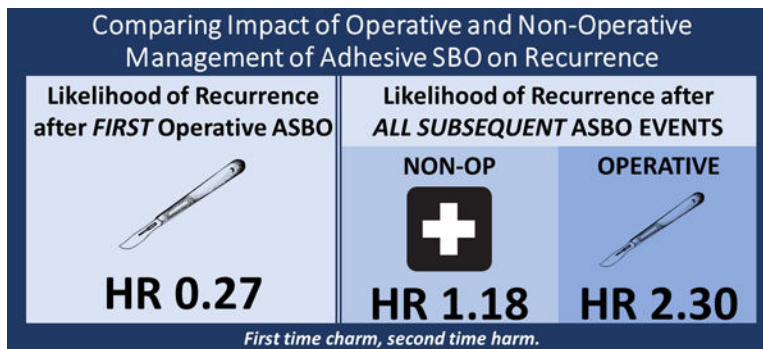 Comparing Impact of Operative and Non-Operative
Management of Adhesive SBO on Recurrence
Likelihood of Recurrence
after FIRST Operative ASBO
HR 0.27
Likelihood of Recurrence after
ALL SUBSEQUENT ASBO EVENTS
NON-OP
HR 1.18
OPERATIVE
HR 2.30
First time charm, second time harm.